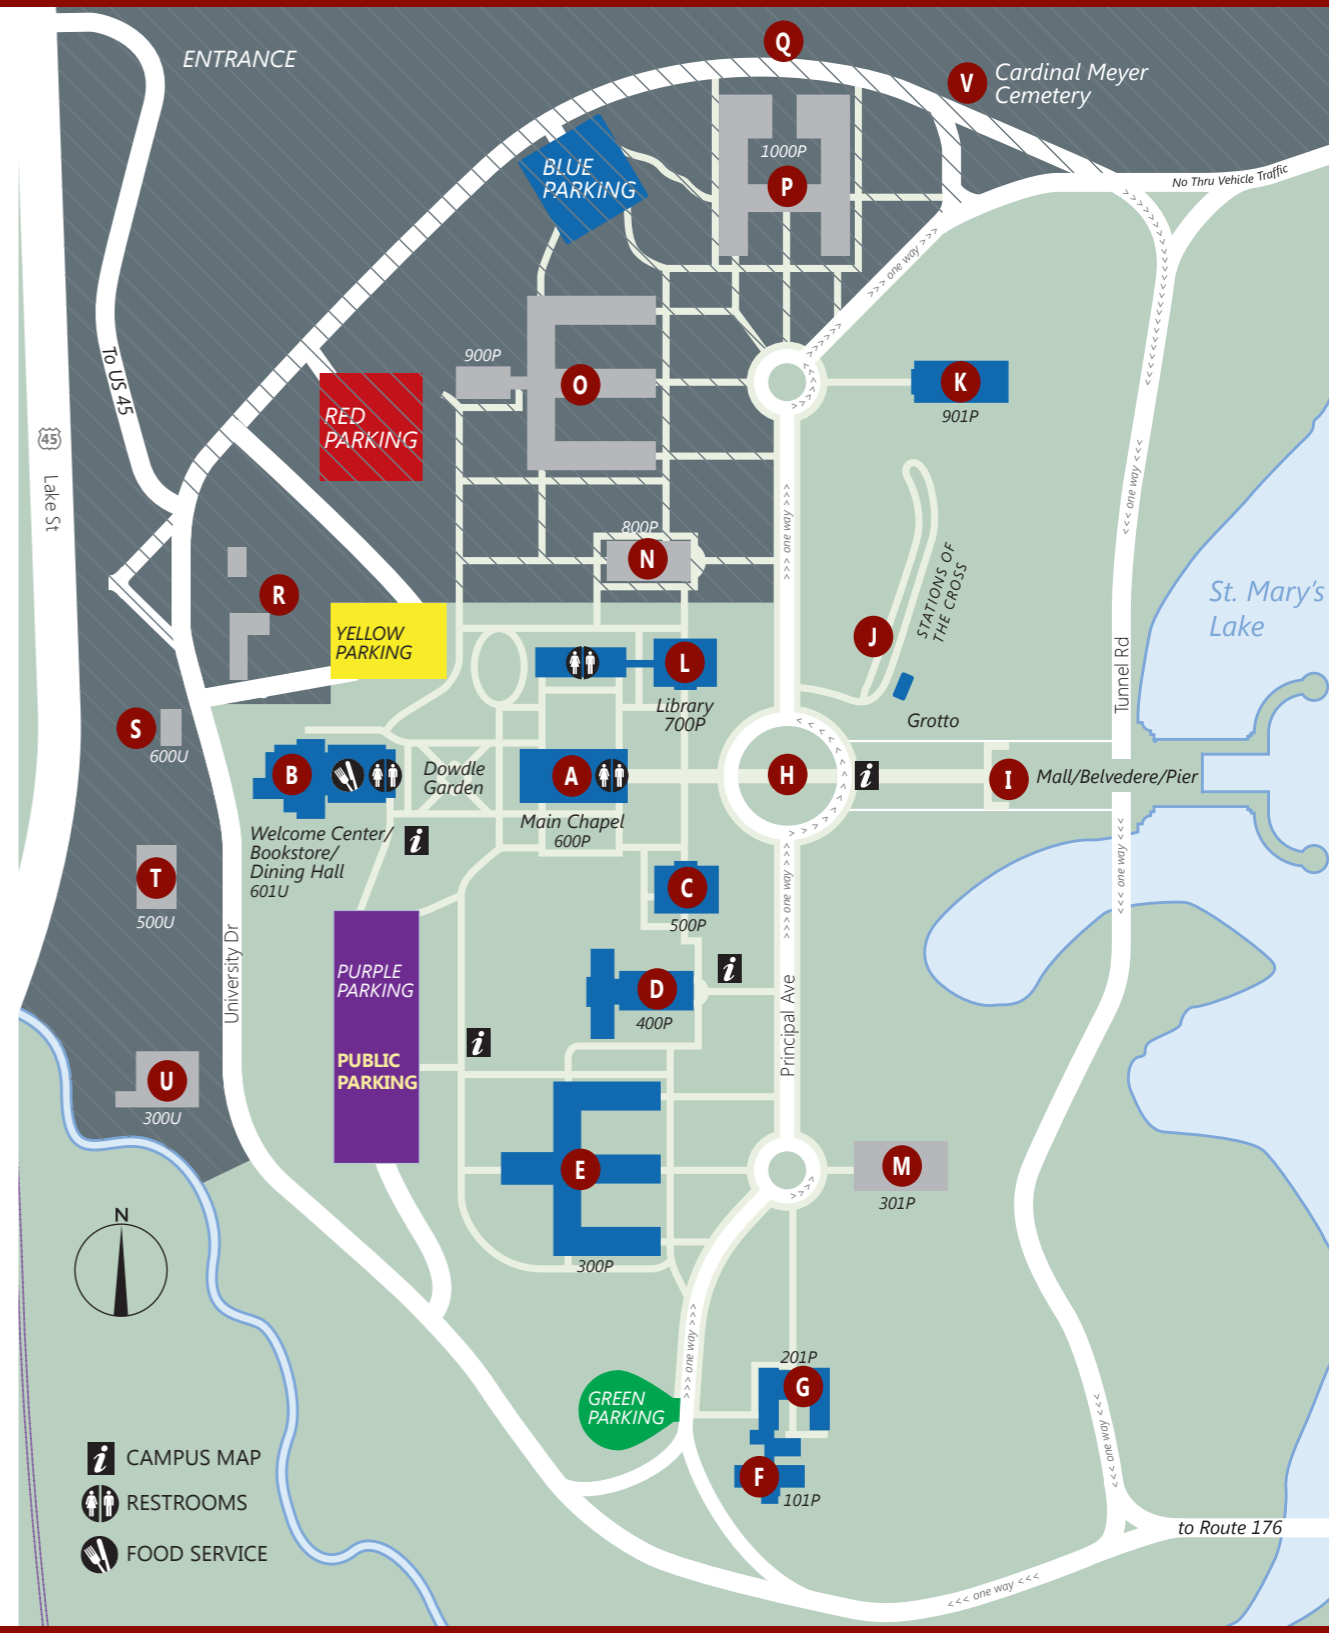 Q
ENTRANCE
V
Cardinal Meyer
Cemetery
BLUE
PARKING
1000P
P
No Thru Vehicle Traffic
>>> one way >>>
To US 45
900P
O
K
901P
RED
PARKING
45
Lake St
<<< one way <<<
>>> one way >>>
800P
N
STATIONS OF
THE CROSS
R
J
St. Mary's
Lake
YELLOW
PARKING
L
Library
700P
Tunnel Rd
Grotto
S
600U
B
Dowdle
Garden
A
H
i
I
Mall/Belvedere/Pier
Main Chapel
600P
Welcome Center/
Bookstore/
Dining Hall
601U
i
T
500U
C
500P
>>> one way >>>
<<< one way <<<
University Dr
PURPLE
PARKING
D
400P
i
Principal Ave
i
PUBLIC
PARKING
U
300U
E
300P
M
301P
N
>>> one way >>>
201P
G
GREEN
PARKING
F
101P
<<< one way <<<
i CAMPUS MAP
RESTROOMS
FOOD SERVICE
to Route 176
<<< one way <<<